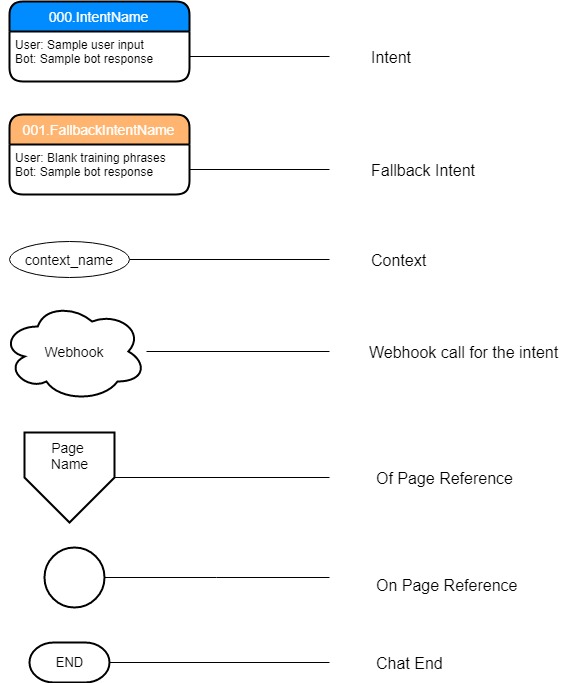 000.IntentName
User: Sample user input
Bot: Sample bot response
Intent
001.FallbackIntentName
User: Blank training phrases
Bot: Sample bot response
Fallback Intent
context_name
Context
Webhook
Webhook call for the intent
Page
Name
Of Page Reference
On Page Reference
END
Chat End